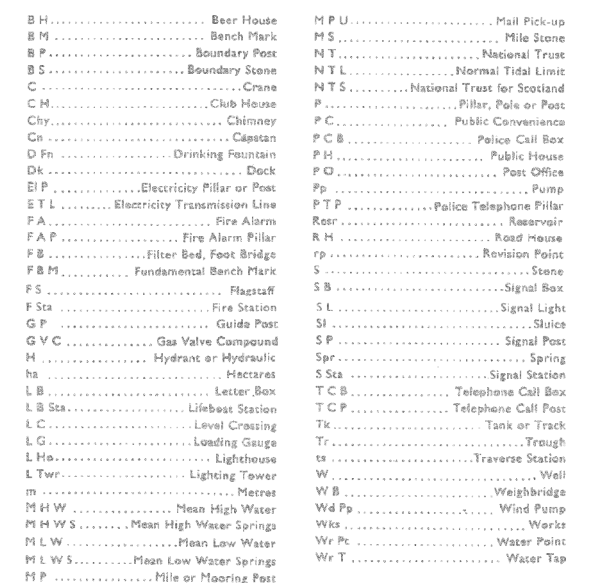 B H ........................ Beer House
B M ........................ Bench Mark
B P ........................ Boundary Post
B S ........................ Boundary Stone
C ........................ Crane
C H ........................ Club House
Chy ........................ Chimney
Cn ........................ Capstan
D Fn ........................ Drinking Fountain
Dk ........................ Dock
El P ........................ Electricity Pillar or Post
E T L ........ Electricity Transmission Line
F A ........................ Fire Alarm
F A P ........................ Fire Alarm Pillar
F B ........................ Filter Bed, Foot Bridge
F B M ........... Fundamental Bench Mark
F S ........................ Flagstaff
F Sta ........................ Fire Station
G P ........................ Guide Post
G V C ............ Gas Valve Compound
H ................ Hydrant or Hydraulic
ha ........................ Hectares
L B ........................ Letter Box
L B Sta ................ Lifeboat Station
L C ........................ Level Crossing
L G ........................ Loading Gauge
L Ho ........................ Lighthouse
L Twr ................ Lighting Tower
m ........................ Metres
M H W ................ Mean High Water
M H W S ........ Mean High Water Springs
M L W ................ Mean Low Water
M L W S ......... Mean Low Water Springs
M P ............ Mile or Mooring Post
M P U ........................ Mail Pick-up
M S ........................ Mile Stone
N T ........................ National Trust
N T L ................ Normal Tidal Limit
N T S ........ National Trust for Scotland
P ................ Pillar, Pole or Post
P C ................ Public Convenience
P C B ................ Police Call Box
P H ........................ Public House
P O ........................ Post Office
Pp ........................ Pump
P T P ............ Police Telephone Pillar
Resr ........................ Reservoir
R H ........................ Road House
rp ........................ Revision Point
S ........................ Stone
S B ........................ Signal Box
S L ........................ Signal Light
Sl ........................ Sluice
S P ........................ Signal Post
Spr ........................ Spring
S Sta ................ Signal Station
T C B ................ Telephone Call Box
T C P ................ Telephone Call Post
Tk ................ Tank or Track
Tr ........................ Trough
ts ................ Traverse Station
W ........................ Well
W B ........................ Weighbridge
Wd Pp ................ Wind Pump
Wks ........................ Works
Wr Pt ................ Water Point
Wr T ................ Water Tap